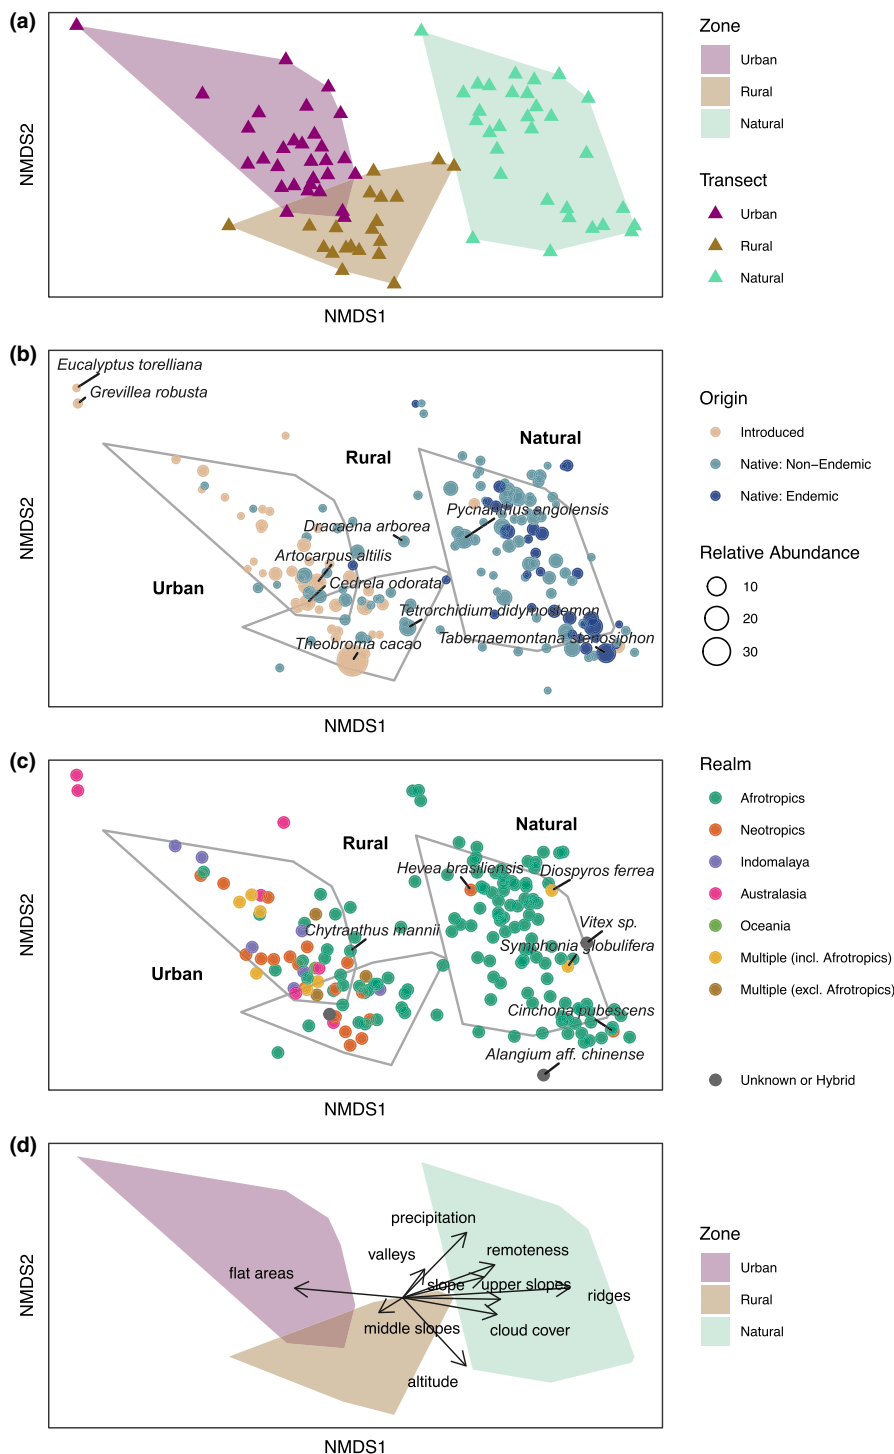 (a)
NMDS2
NMDS1
Zone
Urban
Rural
Natural
Transect
Urban
Rural
Natural
(b)
Eucalyptus torelliana
Grevillea robusta
Rural
Natural
Dracaena arborea
Pycnanthus angolensis
Artocarpus altilis
Urban
Cedrela odorata
Tetrorchidium didymostemon
Theobroma cacao
Tabernaemontana stenosiphon
NMDS2
NMDS1
Origin
Introduced
Native: Non−Endemic
Native: Endemic
Relative Abundance
10
20
30
(c)
Rural
Natural
Hevea brasiliensis
Diospyros ferrea
Chytranthus mannii
Vitex sp.
Symphonia globulifera
Urban
Cinchona pubescens
Alangium aff. chinense
NMDS2
NMDS1
Realm
Afrotropics
Neotropics
Indomalaya
Australasia
Oceania
Multiple (incl. Afrotropics)
Multiple (excl. Afrotropics)
Unknown or Hybrid
(d)
precipitation
valleys
remoteness
flat areas
slope
upper slopes
ridges
middle slopes
cloud cover
altitude
NMDS2
NMDS1
Zone
Urban
Rural
Natural